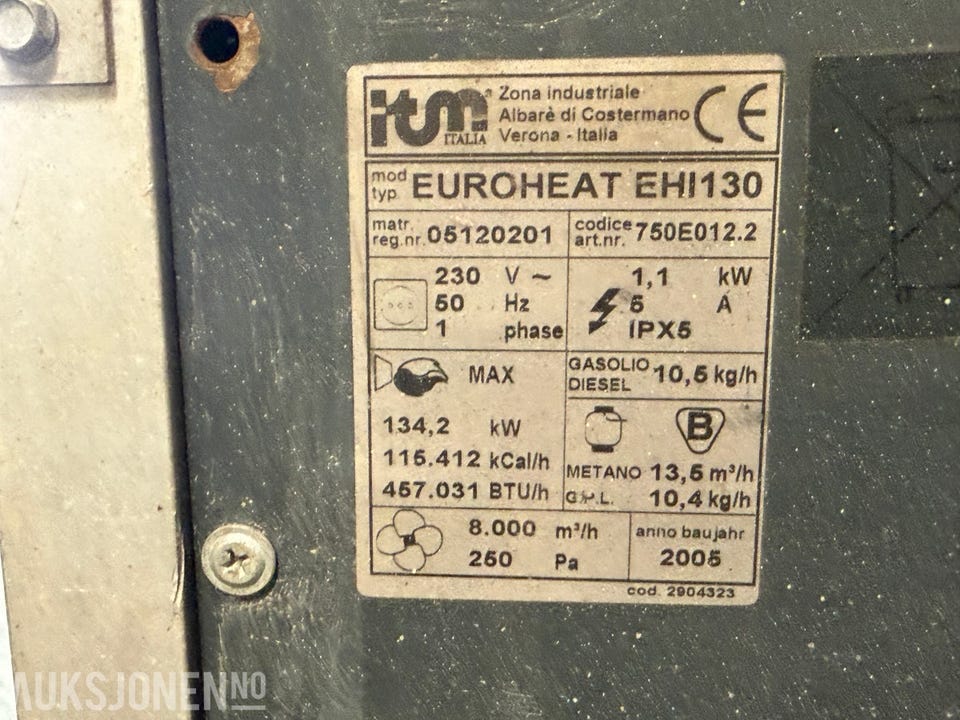 itm ITALIA
Zona industriale
Albarè di Costermano
Verona - Italia
CE
mod typ EUROHEAT EHI130
matr. reg.nr. 05120201
codice art.nr. 750E012.2
230 V ~
50 Hz
1 phase
1,1 kW
5 A
IPX5
MAX
134,2 kW
115.412 kCal/h
457.031 BTU/h
GASOLIO DIESEL 10,5 kg/h
B
METANO 13,5 m³/h
G.P.L. 10,4 kg/h
8.000 m³/h
250 Pa
anno baujahr
2005
cod. 2904323
AUKSJONEN NO